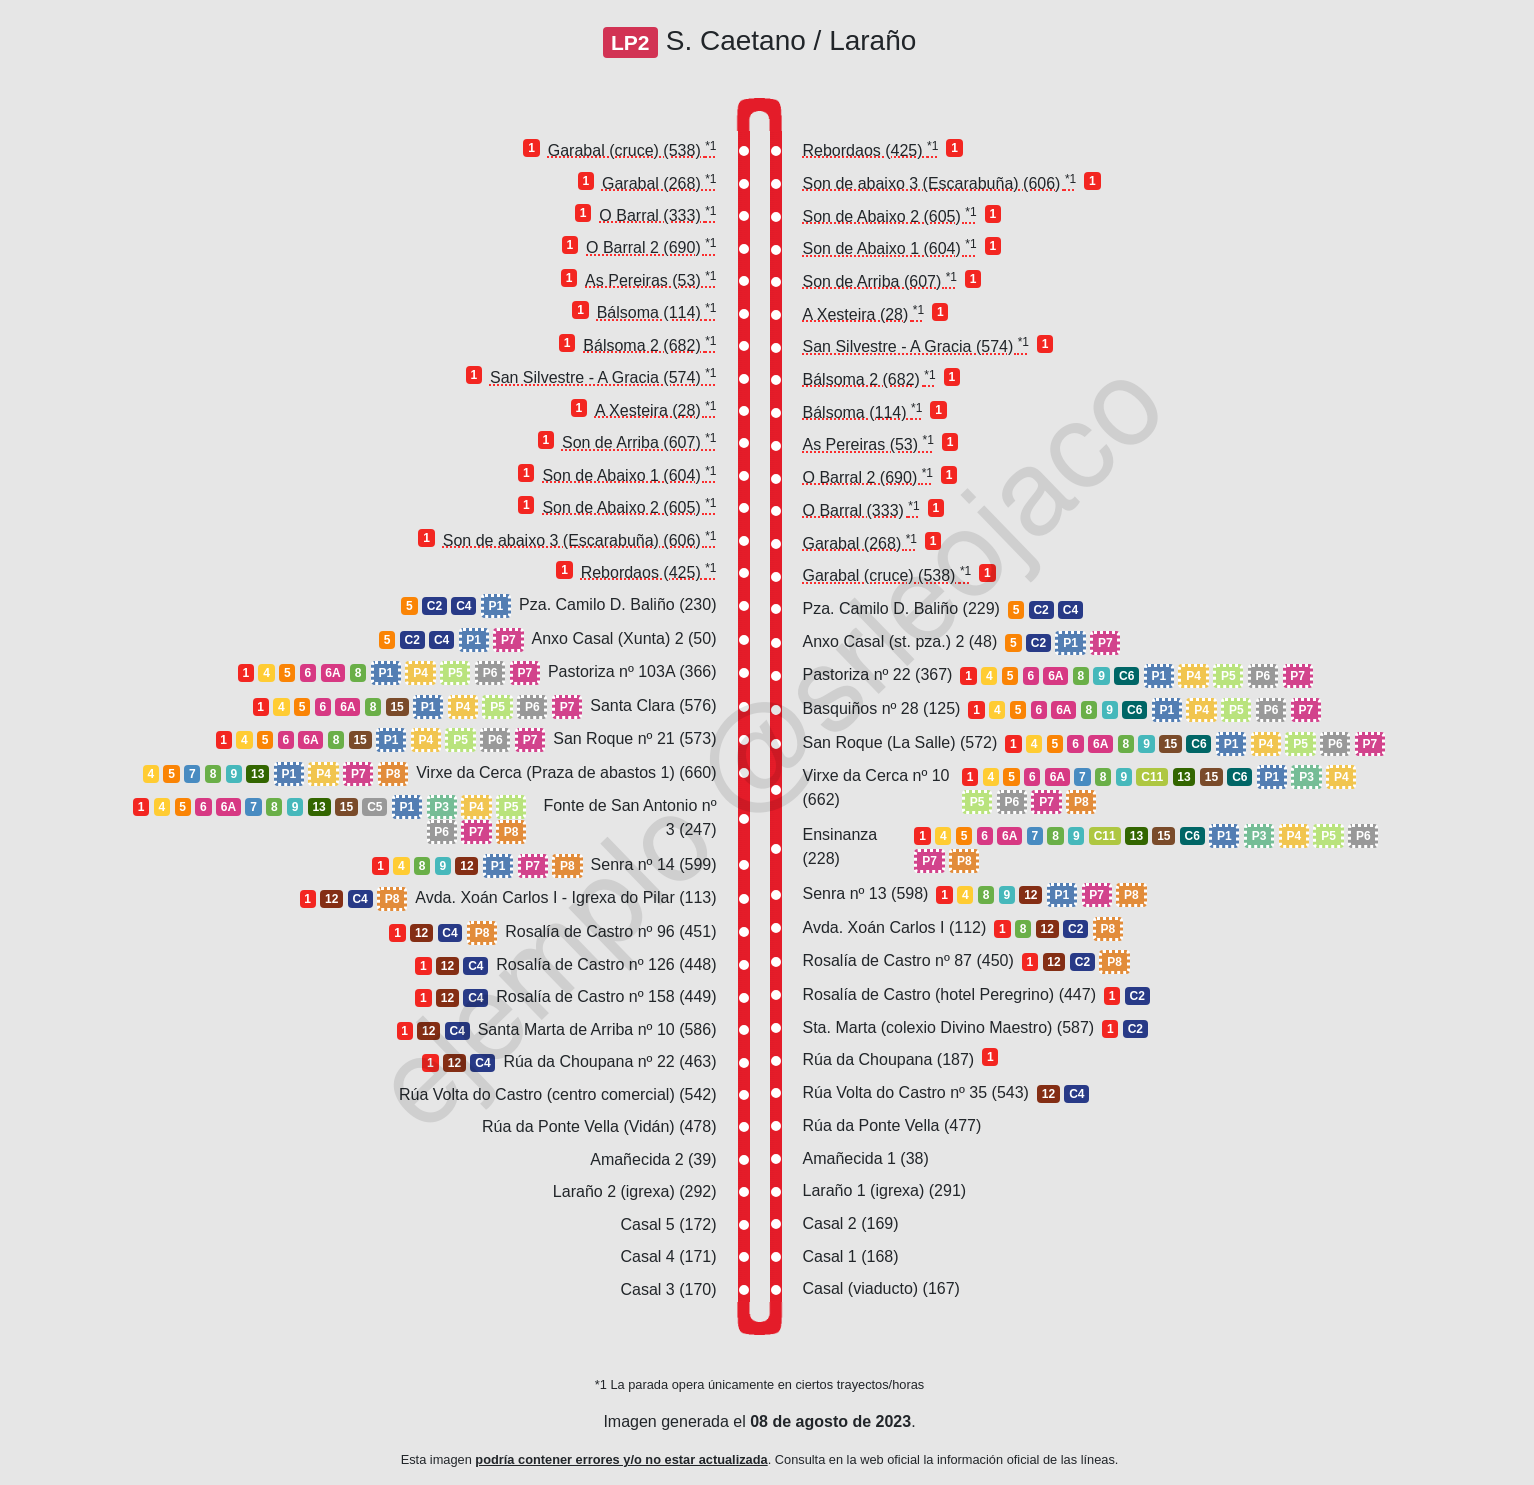 LP2 S. Caetano / Laraño
1 Garabal (cruce) (538) *1
Rebordaos (425) *1 1
1 Garabal (268) *1
Son de abaixo 3 (Escarabuña) (606) *1 1
1 O Barral (333) *1
Son de Abaixo 2 (605) *1 1
1 O Barral 2 (690) *1
Son de Abaixo 1 (604) *1 1
1 As Pereiras (53) *1
Son de Arriba (607) *1 1
1 Bálsoma (114) *1
A Xesteira (28) *1 1
1 Bálsoma 2 (682) *1
San Silvestre - A Gracia (574) *1 1
1 San Silvestre - A Gracia (574) *1
Bálsoma 2 (682) *1 1
1 A Xesteira (28) *1
Bálsoma (114) *1 1
1 Son de Arriba (607) *1
As Pereiras (53) *1 1
1 Son de Abaixo 1 (604) *1
O Barral 2 (690) *1 1
1 Son de Abaixo 2 (605) *1
O Barral (333) *1 1
1 Son de abaixo 3 (Escarabuña) (606) *1
Garabal (268) *1 1
1 Rebordaos (425) *1
Garabal (cruce) (538) *1 1
5 C2 C4 P1 Pza. Camilo D. Baliño (230)
Pza. Camilo D. Baliño (229) 5 C2 C4
5 C2 C4 P1 P7 Anxo Casal (Xunta) 2 (50)
Anxo Casal (st. pza.) 2 (48) 5 C2 P1 P7
1 4 5 6 6A 8 P1 P4 P5 P6 P7 Pastoriza nº 103A (366)
Pastoriza nº 22 (367) 1 4 5 6 6A 8 9 C6 P1 P4 P5 P6 P7
1 4 5 6 6A 8 15 P1 P4 P5 P6 P7 Santa Clara (576)
Basquiños nº 28 (125) 1 4 5 6 6A 8 9 C6 P1 P4 P5 P6 P7
1 4 5 6 6A 8 15 P1 P4 P5 P6 P7 San Roque nº 21 (573)
San Roque (La Salle) (572) 1 4 5 6 6A 8 9 15 C6 P1 P4 P5 P6 P7
4 5 7 8 9 13 P1 P4 P7 P8 Virxe da Cerca (Praza de abastos 1) (660)
Virxe da Cerca nº 10 1 4 5 6 6A 7 8 9 C11 13 15 C6 P1 P3 P4
(662) P5 P6 P7 P8
1 4 5 6 6A 7 8 9 13 15 C5 P1 P3 P4 P5 Fonte de San Antonio nº
P6 P7 P8 3 (247)
Ensinanza 1 4 5 6 6A 7 8 9 C11 13 15 C6 P1 P3 P4 P5 P6
(228) P7 P8
1 4 8 9 12 P1 P7 P8 Senra nº 14 (599)
Senra nº 13 (598) 1 4 8 9 12 P1 P7 P8
1 12 C4 P8 Avda. Xoán Carlos I - Igrexa do Pilar (113)
Avda. Xoán Carlos I (112) 1 8 12 C2 P8
1 12 C4 P8 Rosalía de Castro nº 96 (451)
Rosalía de Castro nº 87 (450) 1 12 C2 P8
1 12 C4 Rosalía de Castro nº 126 (448)
Rosalía de Castro (hotel Peregrino) (447) 1 C2
1 12 C4 Rosalía de Castro nº 158 (449)
Sta. Marta (colexio Divino Maestro) (587) 1 C2
1 12 C4 Santa Marta de Arriba nº 10 (586)
Rúa da Choupana (187) 1
1 12 C4 Rúa da Choupana nº 22 (463)
Rúa Volta do Castro nº 35 (543) 12 C4
Rúa Volta do Castro (centro comercial) (542)
Rúa da Ponte Vella (477)
Rúa da Ponte Vella (Vidán) (478)
Amañecida 1 (38)
Amañecida 2 (39)
Laraño 1 (igrexa) (291)
Laraño 2 (igrexa) (292)
Casal 2 (169)
Casal 5 (172)
Casal 1 (168)
Casal 4 (171)
Casal (viaducto) (167)
Casal 3 (170)
ejemplo @srleojaco
*1 La parada opera únicamente en ciertos trayectos/horas
Imagen generada el 08 de agosto de 2023.
Esta imagen podría contener errores y/o no estar actualizada. Consulta en la web oficial la información oficial de las líneas.